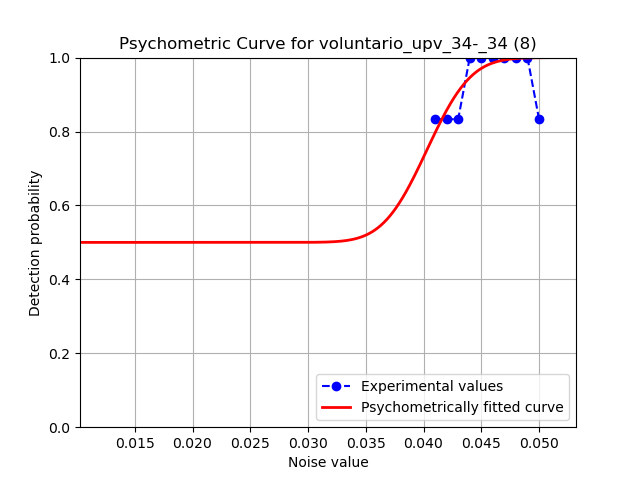 Psychometric Curve for voluntario_upv_34-_34 (8)
1.0
0.8
0.6
0.4
0.2
0.0
Detection probability
Experimental values
Psychometrically fitted curve
0.015 0.020 0.025 0.030 0.035 0.040 0.045 0.050
Noise value